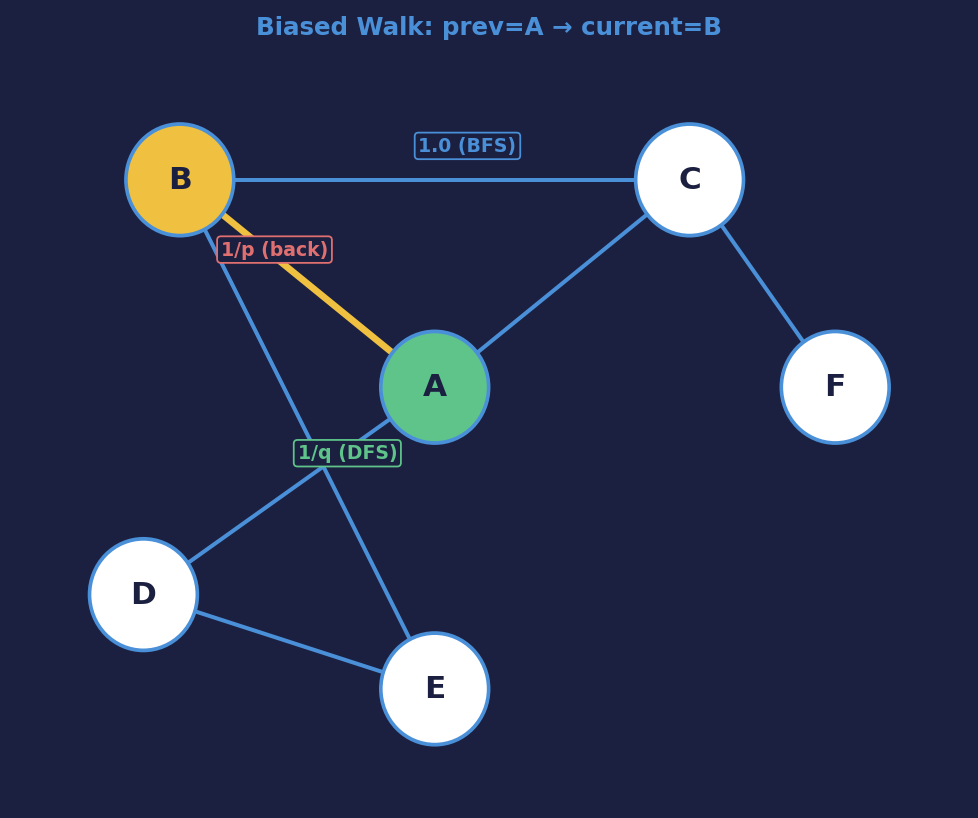 Biased Walk: prev=A → current=B
1.0 (BFS)
B
C
1/p (back)
A
F
1/q (DFS)
D
E